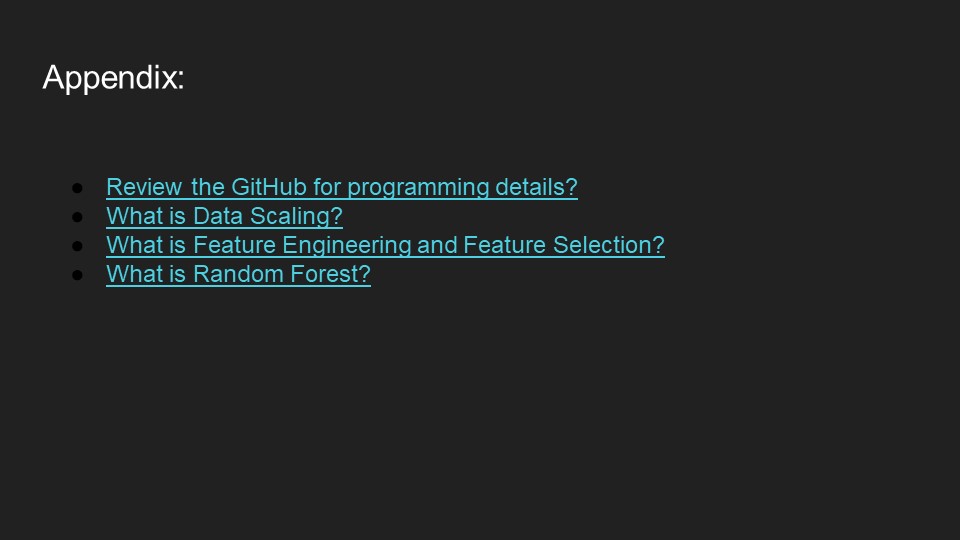 Appendix:
● Review the GitHub for programming details?
● What is Data Scaling?
● What is Feature Engineering and Feature Selection?
● What is Random Forest?